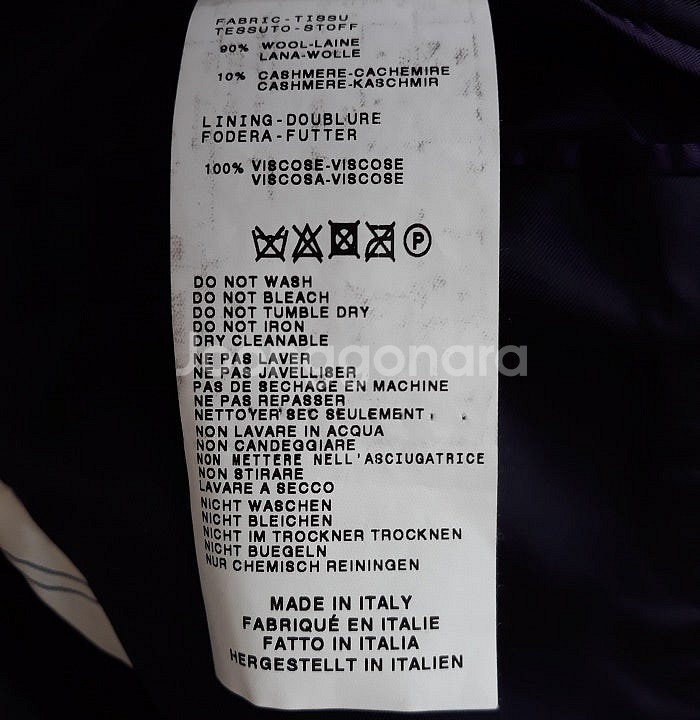 FABRIC-TISSU
TESSUTO-STOFF
90% WOOL-LAINE
LANA-WOLLE
10% CASHMERE-CACHEMIRE
CASHMERE-KASCHMIR
LINING-DOUBLURE
FODERA-FUTTER
100% VISCOSE-VISCOSE
VISCOSA-VISCOSE
P
DO NOT WASH
DO NOT BLEACH
DO NOT TUMBLE DRY
DO NOT IRON
DRY CLEANABLE
NE PAS LAVER
NE PAS JAVELLISER
PAS DE SECHAGE EN MACHINE
NE PAS REPASSER
NETTOYER SEC SEULEMENT
NON LAVARE IN ACQUA
NON CANDEGGIARE
NON METTERE NELL'ASCIUGATRICE
NON STIRARE
LAVARE A SECCO
NICHT WASCHEN
NICHT BLEICHEN
NICHT IM TROCKNER TROCKNEN
NICHT BUEGELN
NUR CHEMISCH REININGEN
MADE IN ITALY
FABRIQUÉ EN ITALIE
FATTO IN ITALIA
HERGESTELLT IN ITALIEN